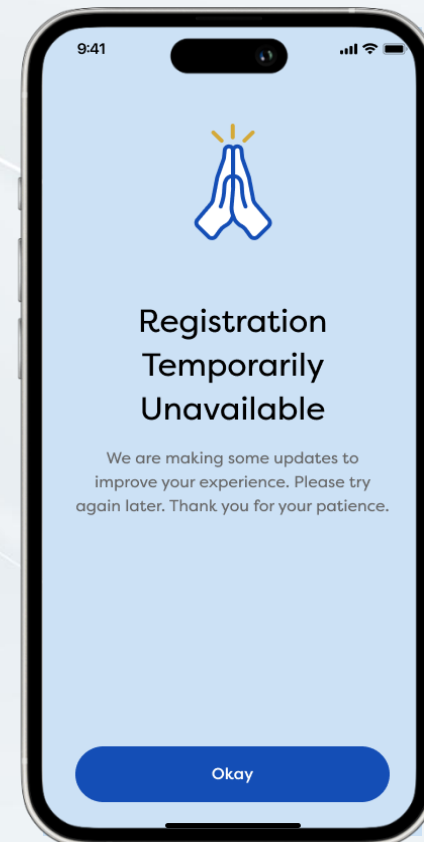 9:41
Registration
Temporarily
Unavailable
We are making some updates to
improve your experience. Please try
again later. Thank you for your patience.
Okay